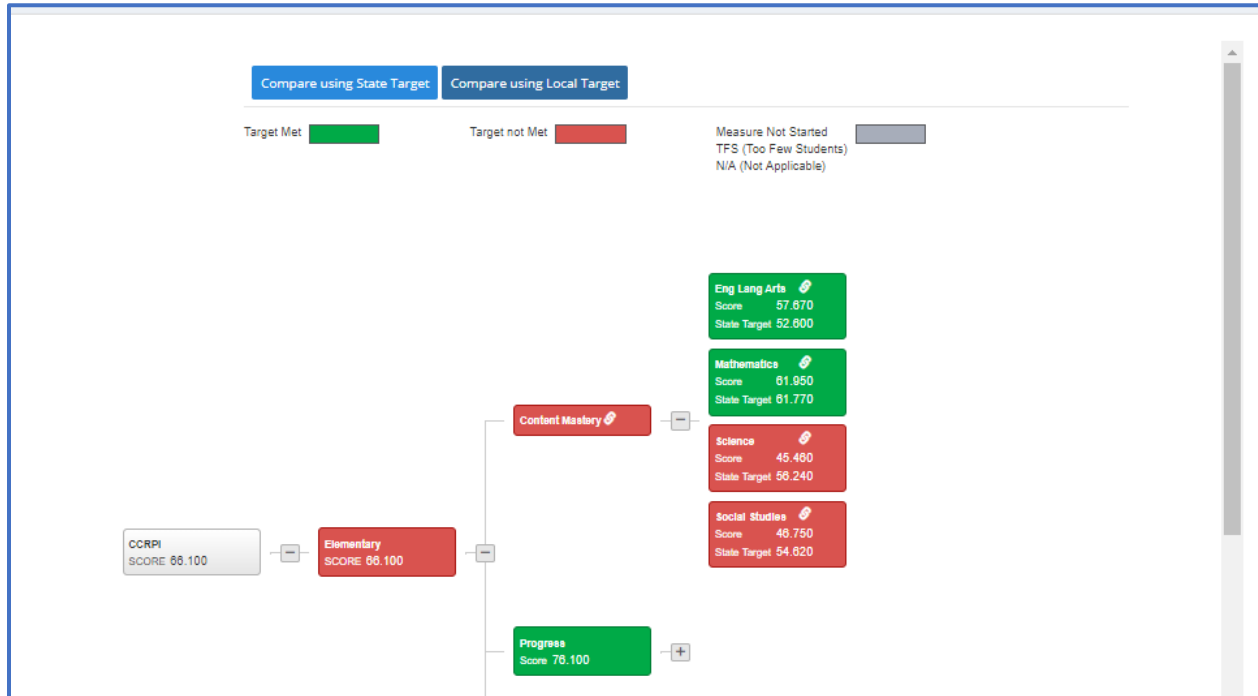 Compare using State Target
Compare using Local Target
Target Met
Target not Met
Measure Not Started
TFS (Too Few Students)
N/A (Not Applicable)
Eng Lang Arts
Score 57.670
State Target 52.600
Mathematics
Score 61.950
State Target 61.770
Content Mastery
Science
Score 45.460
State Target 56.240
Social Studies
Score 46.750
State Target 54.620
CCRPI
SCORE 66.100
Elementary
SCORE 66.100
Progress
Score 76.100